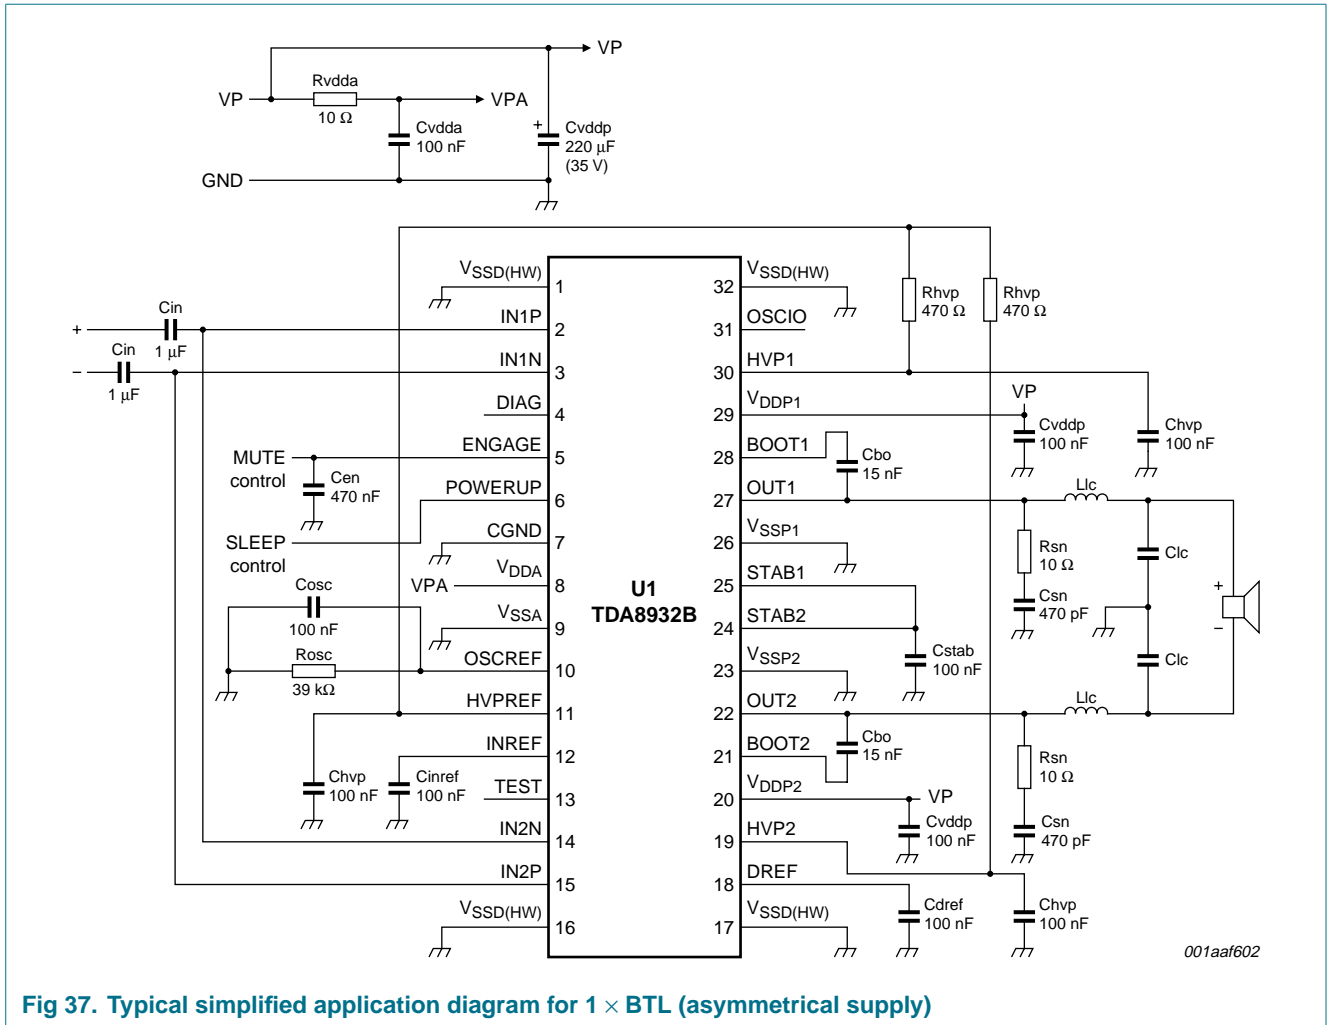 VP
Rvdda
VP
10 Ω
VPA
Cvdda
100 nF
+
Cvddp
220 μF
(35 V)
GND
VSSD(HW)
1
Cin
+
1 μF
IN1P
2
Cin
−
1 μF
IN1N
3
DIAG
4
MUTE
control
ENGAGE
5
Cen
470 nF
POWERUP
6
SLEEP
control
CGND
7
VPA
VDDA
8
Cosc
100 nF
VSSA
9
Rosc
39 kΩ
OSCREF
10
HVPREF
11
Chvp
100 nF
INREF
12
Cinref
100 nF
TEST
13
IN2N
14
IN2P
15
VSSD(HW)
16
U1
TDA8932B
VSSD(HW)
32
OSCIO
31
Rhvp
470 Ω
Rhvp
470 Ω
HVP1
30
VDDP1
29
VP
Cvddp
100 nF
Chvp
100 nF
BOOT1
28
Cbo
15 nF
OUT1
27
Llc
VSSP1
26
Rsn
10 Ω
Clc
STAB1
25
Csn
470 pF
+
−
STAB2
24
Cstab
100 nF
VSSP2
23
Clc
OUT2
22
Llc
BOOT2
21
Cbo
15 nF
Rsn
10 Ω
VDDP2
20
VP
Cvddp
100 nF
Csn
470 pF
HVP2
19
DREF
18
Cdref
100 nF
Chvp
100 nF
VSSD(HW)
17
001aaf602
Fig 37. Typical simplified application diagram for 1 × BTL (asymmetrical supply)